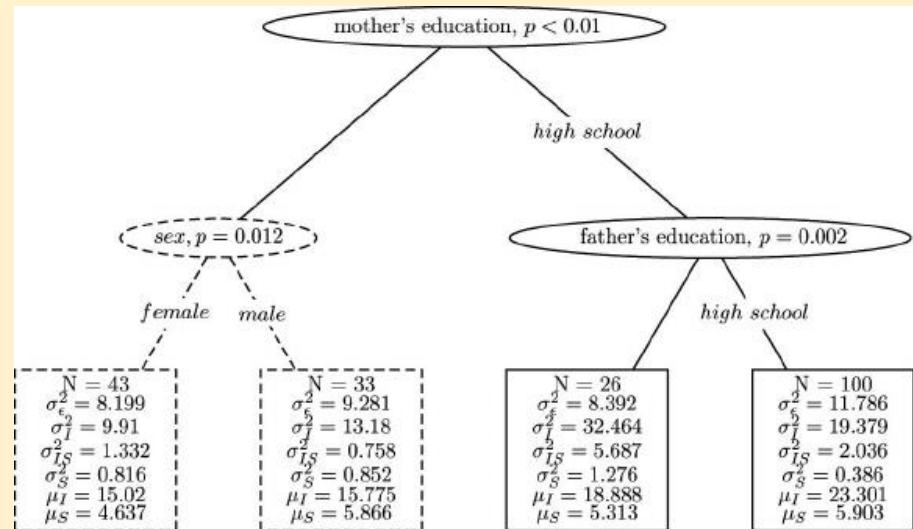 mother's education, p < 0.01
high school
sex, p = 0.012
father's education, p = 0.002
female
male
high school
N = 43
σ²_ϵ = 8.199
σ²_I = 9.91
σ²_IS = 1.332
σ²_S = 0.816
μ_I = 15.02
μ_S = 4.637
N = 33
σ²_ϵ = 9.281
σ²_I = 13.18
σ²_IS = 0.758
σ²_S = 0.852
μ_I = 15.775
μ_S = 5.866
N = 26
σ²_ϵ = 8.392
σ²_I = 32.464
σ²_IS = 5.687
σ²_S = 1.276
μ_I = 18.888
μ_S = 5.313
N = 100
σ²_ϵ = 11.786
σ²_I = 19.379
σ²_IS = 2.036
σ²_S = 0.386
μ_I = 23.301
μ_S = 5.903